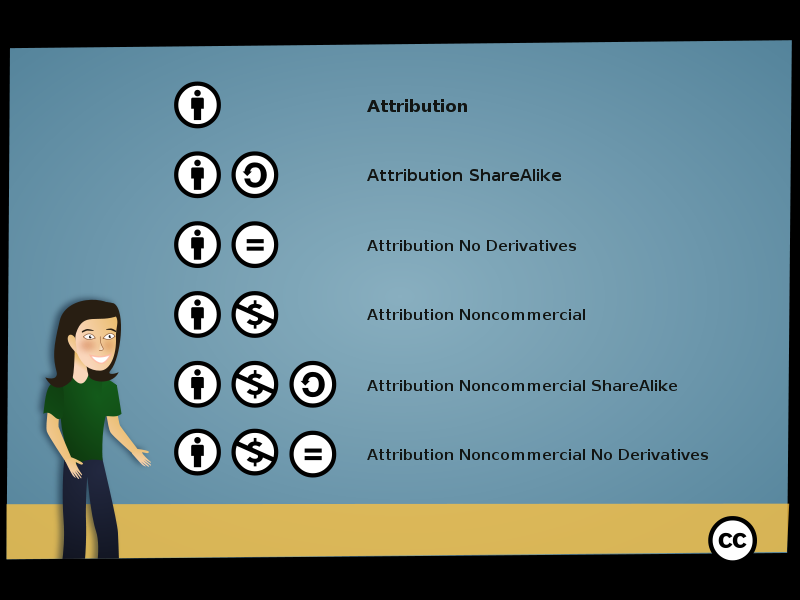 Attribution
Attribution ShareAlike
Attribution No Derivatives
Attribution Noncommercial
Attribution Noncommercial ShareAlike
Attribution Noncommercial No Derivatives
CC